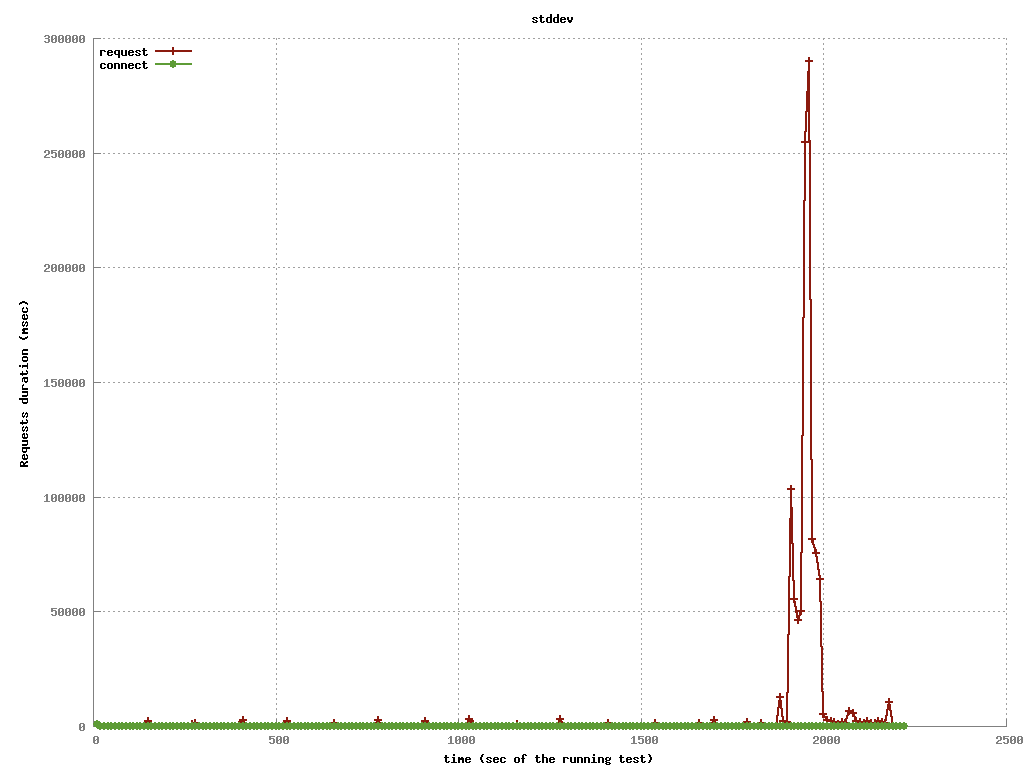 stddev
300000
request
connect
250000
200000
Requests duration (msec)
150000
100000
50000
0
0 500 1000 1500 2000 2500
time (sec of the running test)